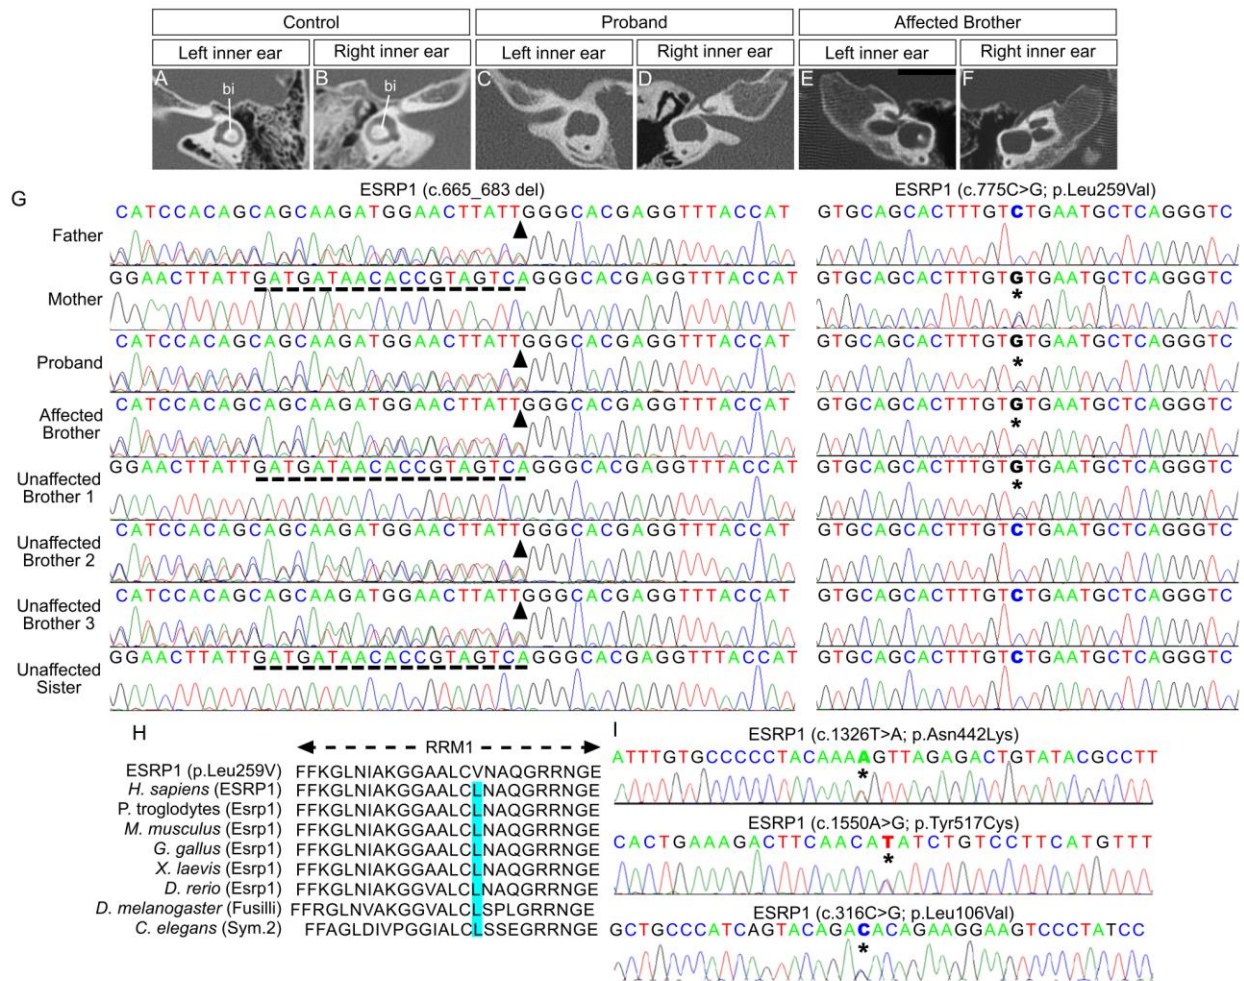 Control Proband Affected Brother
Left inner ear Right inner ear Left inner ear Right inner ear Left inner ear Right inner ear
A B C D E F
bi bi
G
ESRP1 (c.665_683 del) ESRP1 (c.775C>G; p.Leu259Val)
CATCCACAGCAGCAAGATGGAACTTATTGGGCACGAGGTTTACCAT GTGCAGCACTTTGTCTGAATGCTCAGGGTC
Father
GGAACTTATTGATGATAACACCGTAGTCAGGGCACGAGGTTTACCAT GTGCAGCACTTTGTGTGAATGCTCAGGGTC
Mother *
CATCCACAGCAGCAAGATGGAACTTATTGGGCACGAGGTTTACCAT GTGCAGCACTTTGTGTGAATGCTCAGGGTC
Proband *
CATCCACAGCAGCAAGATGGAACTTATTGGGCACGAGGTTTACCAT GTGCAGCACTTTGTGTGAATGCTCAGGGTC
Affected *
Brother
GGAACTTATTGATGATAACACCGTAGTCAGGGCACGAGGTTTACCAT GTGCAGCACTTTGTGTGAATGCTCAGGGTC
Unaffected *
Brother 1
CATCCACAGCAGCAAGATGGAACTTATTGGGCACGAGGTTTACCAT GTGCAGCACTTTGTCTGAATGCTCAGGGTC
Unaffected
Brother 2
CATCCACAGCAGCAAGATGGAACTTATTGGGCACGAGGTTTACCAT GTGCAGCACTTTGTCTGAATGCTCAGGGTC
Unaffected
Brother 3
GGAACTTATTGATGATAACACCGTAGTCAGGGCACGAGGTTTACCAT GTGCAGCACTTTGTCTGAATGCTCAGGGTC
Unaffected
Sister
H
RRM1
ESRP1 (p.Leu259V) FFKGLNIAKGGAALCVNAQGRRNGE
H. sapiens (ESRP1) FFKGLNIAKGGAALCLNAQGRRNGE
P. troglodytes (Esrp1) FFKGLNIAKGGAALCLNAQGRRNGE
M. musculus (Esrp1) FFKGLNIAKGGAALCLNAQGRRNGE
G. gallus (Esrp1) FFKGLNIAKGGAALCLNAQGRRNGE
X. laevis (Esrp1) FFKGLNIAKGGAALCLNAQGRRNGE
D. rerio (Esrp1) FFKGLNIAKGGVALCLNAQGRRNGE
D. melanogaster (Fusilli) FFRGLNVAKGGVALCLSPLGRRNGE
C. elegans (Sym.2) FFAGLDIVPGGIALCLSSEGRRNGE
I
ESRP1 (c.1326T>A; p.Asn442Lys)
ATTTGTGCCCCCTACAAAAGTTAGAGACTGTATACGCCTT
*
ESRP1 (c.1550A>G; p.Tyr517Cys)
CACTGAAAGACTTCAACATATCTGTCCTTCATGTTT
*
ESRP1 (c.316C>G; p.Leu106Val)
GCTGCCCATCAGTACAGACACAGAAGGAAGTCCCTATCC
*